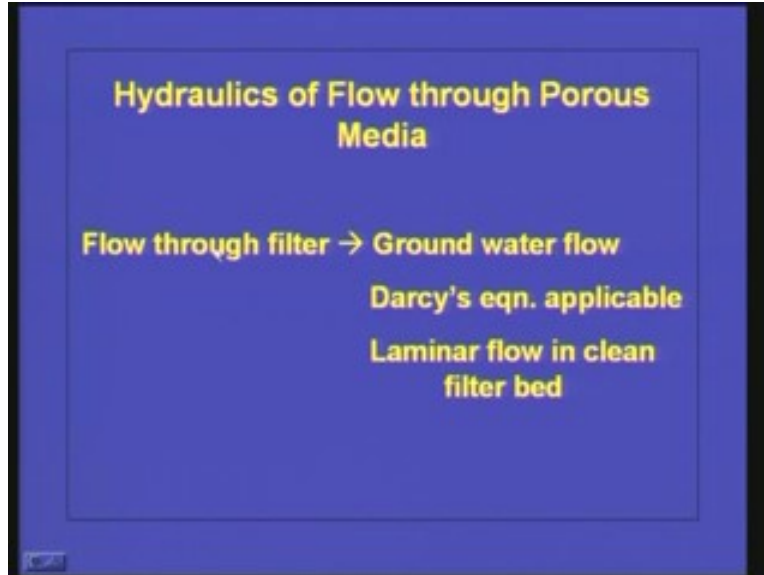 Hydraulics of Flow through Porous
Media
Flow through filter → Ground water flow
Darcy's eqn. applicable
Laminar flow in clean
filter bed